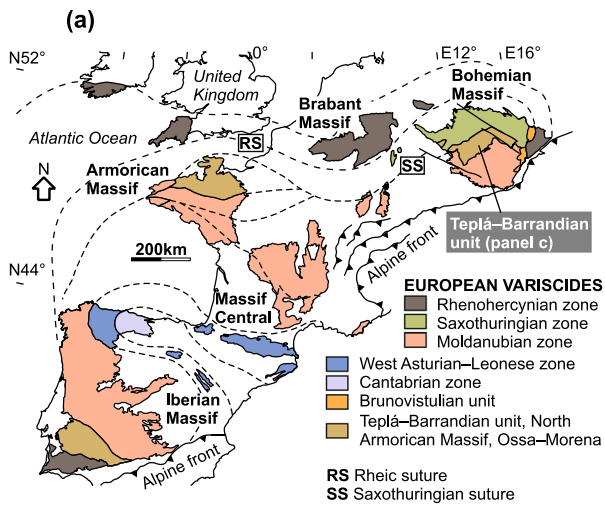 (a)
N52°
0°
E12° E16°
United
Kingdom
Bohemian
Massif
Brabant
Massif
Atlantic Ocean
RS
N
SS
Armorican
Massif
Teplá–Barrandian
unit (panel c)
200km
Alpine front
N44°
EUROPEAN VARISCIDES
Rhenohercynian zone
Saxothuringian zone
Moldanubian zone
Massif
Central
West Asturian–Leonese zone
Cantabrian zone
Brunovistulian unit
Teplá–Barrandian unit, North
Armorican Massif, Ossa–Morena
Iberian
Massif
Alpine front
RS Rheic suture
SS Saxothuringian suture